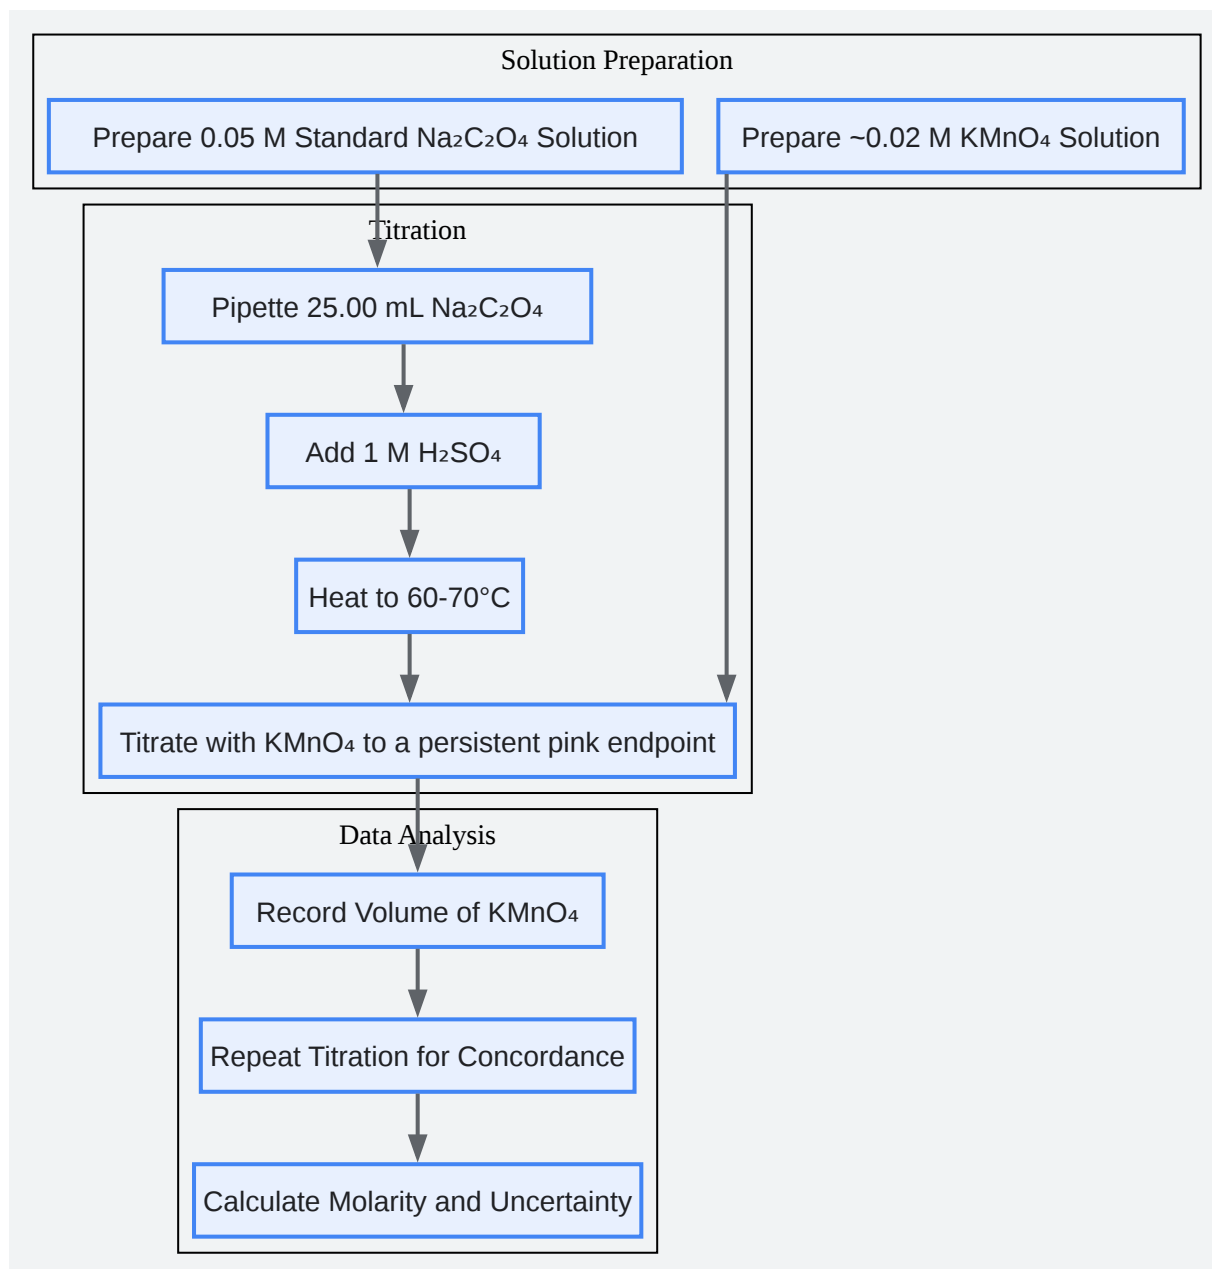 Solution Preparation
Prepare 0.05 M Standard Na₂C₂O₄ Solution
Prepare ~0.02 M KMnO₄ Solution
Titration
Pipette 25.00 mL Na₂C₂O₄
Add 1 M H₂SO₄
Heat to 60-70°C
Titrate with KMnO₄ to a persistent pink endpoint
Data Analysis
Record Volume of KMnO₄
Repeat Titration for Concordance
Calculate Molarity and Uncertainty